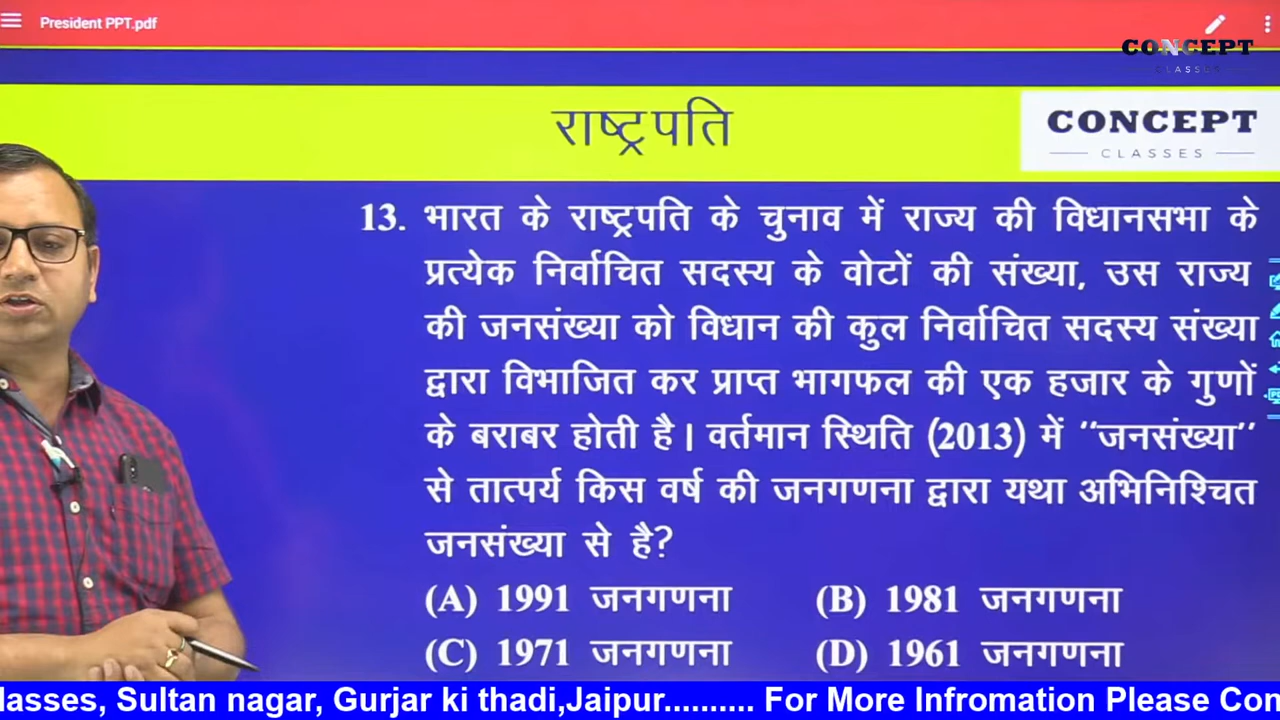 President PPT.pdf
CONCEPT
CLASSES
राष्ट्रपति
CONCEPT
CLASSES
13. भारत के राष्ट्रपति के चुनाव में राज्य की विधानसभा के
प्रत्येक निर्वाचित सदस्य के वोटों की संख्या, उस राज्य
की जनसंख्या को विधान की कुल निर्वाचित सदस्य संख्या
द्वारा विभाजित कर प्राप्त भागफल की एक हजार के गुणों
के बराबर होती है। वर्तमान स्थिति (2013) में ‘‘जनसंख्या’’
से तात्पर्य किस वर्ष की जनगणना द्वारा यथा अभिनिश्चित
जनसंख्या से है?
(A) 1991 जनगणना (B) 1981 जनगणना
(C) 1971 जनगणना (D) 1961 जनगणना
lasses, Sultan nagar, Gurjar ki thadi,Jaipur.......... For More Infromation Please Con